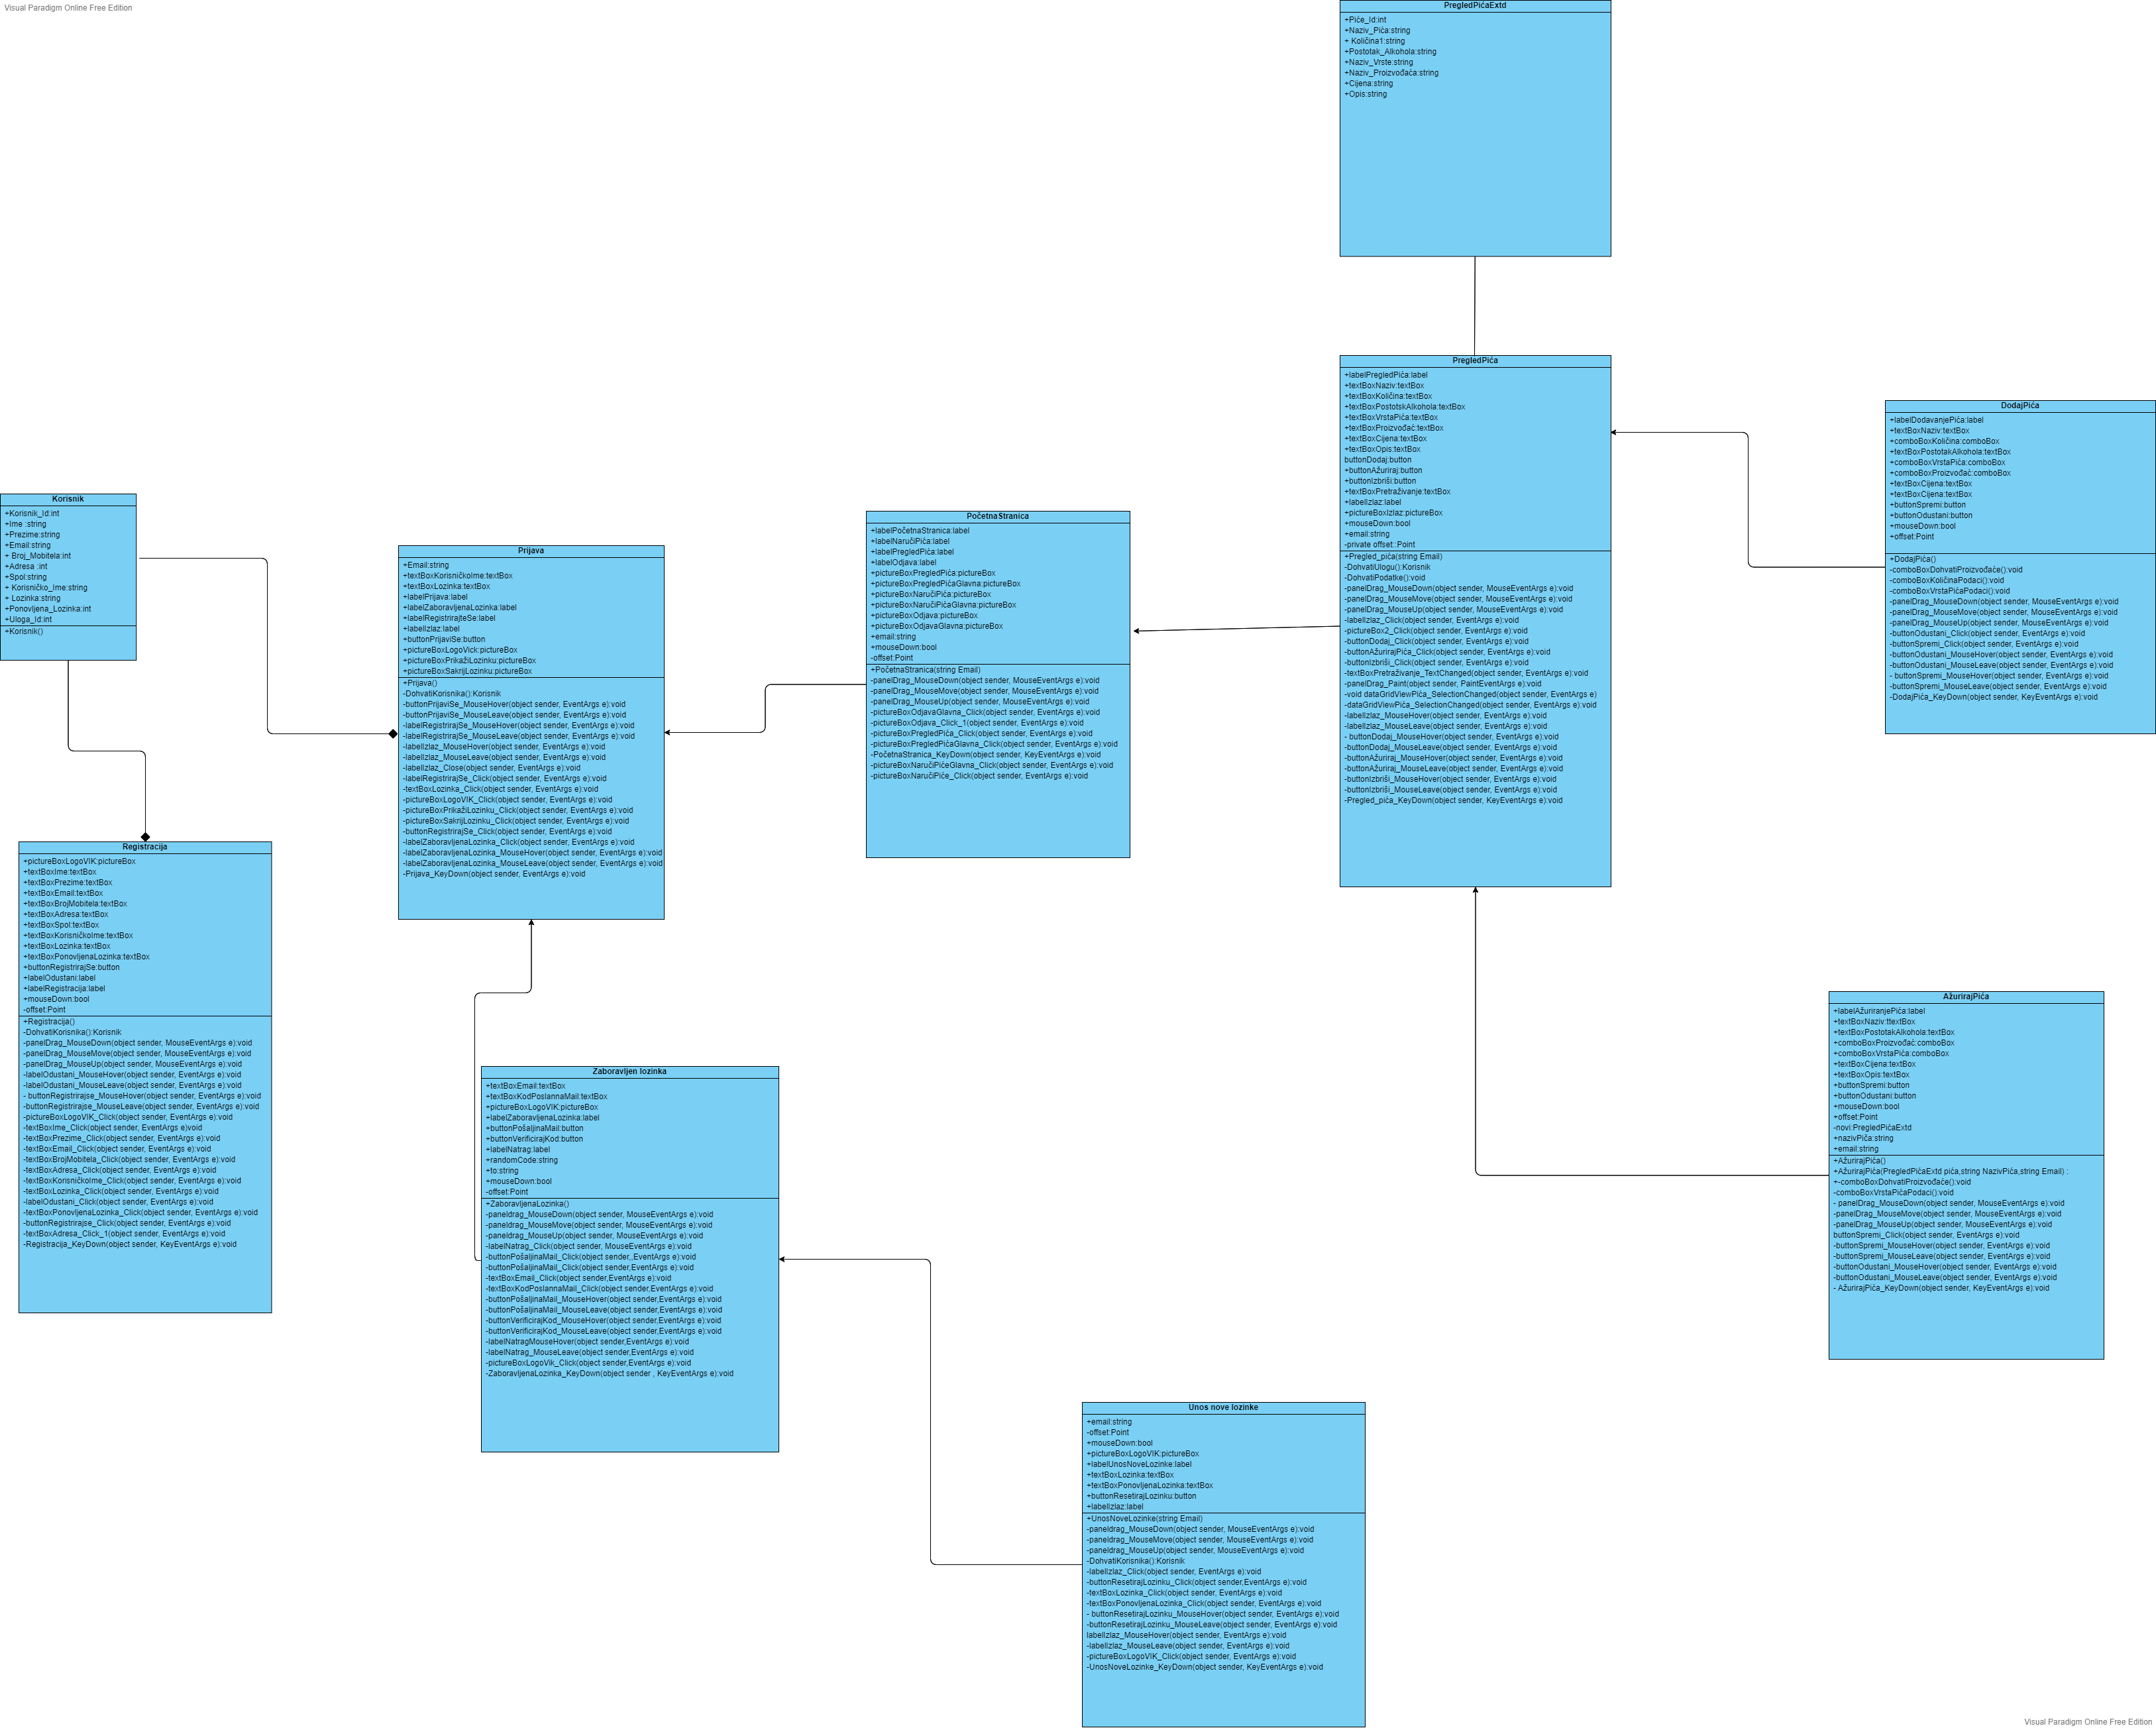 Visual Paradigm Online Free Edition
PregledPićaExtd
+Piće_Id:int
+Naziv_Pića:string
+ Količina1:string
+Postotak_Alkohola:string
+Naziv_Vrste:string
+Naziv_Proizvođača:string
+Cijena:string
+Opis:string
PregledPića
+labelPregledPića:label
+textBoxNaziv:textBox
+textBoxKoličina:textBox
+textBoxPostotskAlkohola:textBox
+textBoxVrstaPića:textBox
+textBoxProizvođač:textBox
+textBoxCijena:textBox
+textBoxOpis:textBox
buttonDodaj:button
+buttonAžuriraj:button
+buttonIzbriši:button
+textBoxPretraživanje:textBox
+labelIzlaz:label
+pictureBoxIzlaz:pictureBox
+mouseDown:bool
+email:string
-private offset::Point
+Pregled_pića(string Email)
-DohvatiUlogu():Korisnik
-DohvatiPodatke():void
-panelDrag_MouseDown(object sender, MouseEventArgs e):void
-panelDrag_MouseMove(object sender, MouseEventArgs e):void
-panelDrag_MouseUp(object sender, MouseEventArgs e):void
-labelIzlaz_Click(object sender, EventArgs e):void
-pictureBox2_Click(object sender, EventArgs e):void
-buttonDodaj_Click(object sender, EventArgs e):void
-buttonAžurirajPića_Click(object sender, EventArgs e):void
-buttonIzbriši_Click(object sender, EventArgs e):void
-textBoxPretraživanje_TextChanged(object sender, EventArgs e):void
-panelDrag_Paint(object sender, PaintEventArgs e):void
-void dataGridViewPića_SelectionChanged(object sender, EventArgs e)
-dataGridViewPića_SelectionChanged(object sender, EventArgs e):void
-labelIzlaz_MouseHover(object sender, EventArgs e):void
-labelIzlaz_MouseLeave(object sender, EventArgs e):void
- buttonDodaj_MouseHover(object sender, EventArgs e):void
-buttonDodaj_MouseLeave(object sender, EventArgs e):void
-buttonAžuriraj_MouseHover(object sender, EventArgs e):void
-buttonAžuriraj_MouseLeave(object sender, EventArgs e):void
-buttonIzbriši_MouseHover(object sender, EventArgs e):void
-buttonIzbriši_MouseLeave(object sender, EventArgs e):void
-Pregled_pića_KeyDown(object sender, KeyEventArgs e):void
DodajPića
+labelDodavanjePića:label
+textBoxNaziv:textBox
+comboBoxKoličina:comboBox
+textBoxPostotakAlkohola:textBox
+comboBoxVrstaPića:comboBox
+comboBoxProizvođač:comboBox
+textBoxCijena:textBox
+textBoxCijena:textBox
+buttonSpremi:button
+buttonOdustani:button
+mouseDown:bool
+offset:Point
+DodajPića()
-comboBoxDohvatiProizvođače():void
-comboBoxKoličinaPodaci():void
-comboBoxVrstaPićaPodaci():void
-panelDrag_MouseDown(object sender, MouseEventArgs e):void
-panelDrag_MouseMove(object sender, MouseEventArgs e):void
-panelDrag_MouseUp(object sender, MouseEventArgs e):void
-buttonOdustani_Click(object sender, EventArgs e):void
-buttonSpremi_Click(object sender, EventArgs e):void
-buttonOdustani_MouseHover(object sender, EventArgs e):void
-buttonOdustani_MouseLeave(object sender, EventArgs e):void
- buttonSpremi_MouseHover(object sender, EventArgs e):void
-buttonSpremi_MouseLeave(object sender, EventArgs e):void
-DodajPića_KeyDown(object sender, KeyEventArgs e):void
Korisnik
+Korisnik_Id:int
+Ime :string
+Prezime:string
+Email:string
+ Broj_Mobitela:int
+Adresa :int
+Spol:string
+ Korisničko_Ime:string
+ Lozinka:string
+Ponovljena_Lozinka:int
+Uloga_Id:int
+Korisnik()
Prijava
+Email:string
+textBoxKorisničkoIme:textBox
+textBoxLozinka:textBox
+labelPrijava:label
+labelZaboravljenaLozinka:label
+labelRegistrirajteSe:label
+labelIzlaz:label
+buttonPrijaviSe:button
+pictureBoxLogoVick:pictureBox
+pictureBoxPrikažiLozinku:pictureBox
+pictureBoxSakrijLozinku:pictureBox
+Prijava()
-DohvatiKorisnika():Korisnik
-buttonPrijaviSe_MouseHover(object sender, EventArgs e):void
-buttonPrijaviSe_MouseLeave(object sender, EventArgs e):void
-labelRegistrirajSe_MouseHover(object sender, EventArgs e):void
-labelRegistrirajSe_MouseLeave(object sender, EventArgs e):void
-labelIzlaz_MouseHover(object sender, EventArgs e):void
-labelIzlaz_MouseLeave(object sender, EventArgs e):void
-labelIzlaz_Close(object sender, EventArgs e):void
-labelRegistrirajSe_Click(object sender, EventArgs e):void
-textBoxLozinka_Click(object sender, EventArgs e):void
-pictureBoxLogoVIK_Click(object sender, EventArgs e):void
-pictureBoxPrikažiLozinku_Click(object sender, EventArgs e):void
-pictureBoxSakrijLozinku_Click(object sender, EventArgs e):void
-buttonRegistrirajSe_Click(object sender, EventArgs e):void
-labelZaboravljenaLozinka_Click(object sender, EventArgs e):void
-labelZaboravljenaLozinka_MouseHover(object sender, EventArgs e):void
-labelZaboravljenaLozinka_MouseLeave(object sender, EventArgs e):void
-Prijava_KeyDown(object sender, EventArgs e):void
PočetnaStranica
+labelPočetnaStranica:label
+labelNaručiPića:label
+labelPregledPića:label
+labelOdjava:label
+pictureBoxPregledPića:pictureBox
+pictureBoxPregledPićaGlavna:pictureBox
+pictureBoxNaručiPića:pictureBox
+pictureBoxNaručiPićaGlavna:pictureBox
+pictureBoxOdjava:pictureBox
+pictureBoxOdjavaGlavna:pictureBox
+email:string
+mouseDown:bool
-offset:Point
+PočetnaStranica(string Email)
-panelDrag_MouseDown(object sender, MouseEventArgs e):void
-panelDrag_MouseMove(object sender, MouseEventArgs e):void
-panelDrag_MouseUp(object sender, MouseEventArgs e):void
-pictureBoxOdjavaGlavna_Click(object sender, EventArgs e):void
-pictureBoxOdjava_Click_1(object sender, EventArgs e):void
-pictureBoxPregledPića_Click(object sender, EventArgs e):void
-pictureBoxPregledPićaGlavna_Click(object sender, EventArgs e):void
-PočetnaStranica_KeyDown(object sender, KeyEventArgs e):void
-pictureBoxNaručiPićeGlavna_Click(object sender, EventArgs e):void
-pictureBoxNaručiPiće_Click(object sender, EventArgs e):void
Registracija
+pictureBoxLogoVIK:pictureBox
+textBoxIme:textBox
+textBoxPrezime:textBox
+textBoxEmail:textBox
+textBoxBrojMobitela:textBox
+textBoxAdresa:textBox
+textBoxSpol:textBox
+textBoxKorisničkoIme:textBox
+textBoxLozinka:textBox
+textBoxPonovljenaLozinka:textBox
+buttonRegistrirajSe:button
+labelOdustani:label
+labelRegistracija:label
+mouseDown:bool
-offset:Point
+Registracija()
-DohvatiKorisnika():Korisnik
-panelDrag_MouseDown(object sender, MouseEventArgs e):void
-panelDrag_MouseMove(object sender, MouseEventArgs e):void
-panelDrag_MouseUp(object sender, MouseEventArgs e):void
-labelOdustani_MouseHover(object sender, EventArgs e):void
-labelOdustani_MouseLeave(object sender, EventArgs e):void
- buttonRegistrirajse_MouseHover(object sender, EventArgs e):void
-buttonRegistrirajse_MouseLeave(object sender, EventArgs e):void
-pictureBoxLogoVIK_Click(object sender, EventArgs e):void
-textBoxIme_Click(object sender, EventArgs e)void
-textBoxPrezime_Click(object sender, EventArgs e):void
-textBoxEmail_Click(object sender, EventArgs e):void
-textBoxBrojMobitela_Click(object sender, EventArgs e):void
-textBoxAdresa_Click(object sender, EventArgs e):void
-textBoxKorisničkoIme_Click(object sender, EventArgs e):void
-textBoxLozinka_Click(object sender, EventArgs e):void
-labelOdustani_Click(object sender, EventArgs e):void
-textBoxPonovljenaLozinka_Click(object sender, EventArgs e):void
-buttonRegistrirajse_Click(object sender, EventArgs e):void
-textBoxAdresa_Click_1(object sender, EventArgs e):void
-Registracija_KeyDown(object sender, KeyEventArgs e):void
Zaboravljen lozinka
+textBoxEmail:textBox
+textBoxKodPoslannaMail:textBox
+pictureBoxLogoVIK:pictureBox
+labelZaboravljenaLozinka:label
+buttonPošaljinaMail:button
+buttonVerificirajKod:button
+labelNatrag:label
+randomCode:string
+to:string
+mouseDown:bool
-offset:Point
+ZaboravljenaLozinka()
-paneldrag_MouseDown(object sender, MouseEventArgs e):void
-paneldrag_MouseMove(object sender, MouseEventArgs e):void
-paneldrag_MouseUp(object sender, MouseEventArgs e):void
-labelNatrag_Click(object sender, MouseEventArgs e):void
-buttonPošaljinaMail_Click(object sender,,EventArgs e):void
-buttonPošaljinaMail_Click(object sender,EventArgs e):void
-textBoxEmail_Click(object sender,EventArgs e):void
-textBoxKodPoslannaMail_Click(object sender,EventArgs e):void
-buttonPošaljinaMail_MouseHover(object sender,EventArgs e):void
-buttonPošaljinaMail_MouseLeave(object sender,EventArgs e):void
-buttonVerificirajKod_MouseHover(object sender,EventArgs e):void
-buttonVerificirajKod_MouseLeave(object sender,EventArgs e):void
-labelNatragMouseHover(object sender,EventArgs e):void
-labelNatrag_MouseLeave(object sender,EventArgs e):void
-pictureBoxLogoVik_Click(object sender,EventArgs e):void
-ZaboravljenaLozinka_KeyDown(object sender , KeyEventArgs e):void
AžurirajPića
+labelAžuriranjePića:label
+textBoxNaziv:ttextBox
+textBoxPostotakAlkohola:textBox
+comboBoxProizvođač:comboBox
+comboBoxVrstaPića:comboBox
+textBoxCijena:textBox
+textBoxOpis:textBox
+buttonSpremi:button
+buttonOdustani:button
+mouseDown:bool
+offset:Point
-novi:PregledPićaExtd
+nazivPiča:string
+email:string
+AžurirajPića()
+AžurirajPića(PregledPićaExtd pića,string NazivPića,string Email) :
+-comboBoxDohvatiProizvođače():void
-comboBoxVrstaPićaPodaci():void
- panelDrag_MouseDown(object sender, MouseEventArgs e):void
-panelDrag_MouseMove(object sender, MouseEventArgs e):void
-panelDrag_MouseUp(object sender, MouseEventArgs e):void
buttonSpremi_Click(object sender, EventArgs e):void
-buttonSpremi_MouseHover(object sender, EventArgs e):void
-buttonSpremi_MouseLeave(object sender, EventArgs e):void
-buttonOdustani_MouseHover(object sender, EventArgs e):void
-buttonOdustani_MouseLeave(object sender, EventArgs e):void
- AžurirajPića_KeyDown(object sender, KeyEventArgs e):void
Unos nove lozinke
+email:string
-offset:Point
+mouseDown:bool
+pictureBoxLogoVIK:pictureBox
+labelUnosNoveLozinke:label
+textBoxLozinka:textBox
+textBoxPonovljenaLozinka:textBox
+buttonResetirajLozinku:button
+labelIzlaz:label
+UnosNoveLozinke(string Email)
-paneldrag_MouseDown(object sender, MouseEventArgs e):void
-paneldrag_MouseMove(object sender, MouseEventArgs e):void
-paneldrag_MouseUp(object sender, MouseEventArgs e):void
-DohvatiKorisnika():Korisnik
-labelIzlaz_Click(object sender, EventArgs e):void
-buttonResetirajLozinku_Click(object sender,EventArgs e):void
-textBoxLozinka_Click(object sender, EventArgs e):void
-textBoxPonovljenaLozinka_Click(object sender, EventArgs e):void
- buttonResetirajLozinku_MouseHover(object sender, EventArgs e):void
-buttonResetirajLozinku_MouseLeave(object sender, EventArgs e):void
labelIzlaz_MouseHover(object sender, EventArgs e):void
-labelIzlaz_MouseLeave(object sender, EventArgs e):void
-pictureBoxLogoVIK_Click(object sender, EventArgs e):void
-UnosNoveLozinke_KeyDown(object sender, KeyEventArgs e):void
Visual Paradigm Online Free Edition